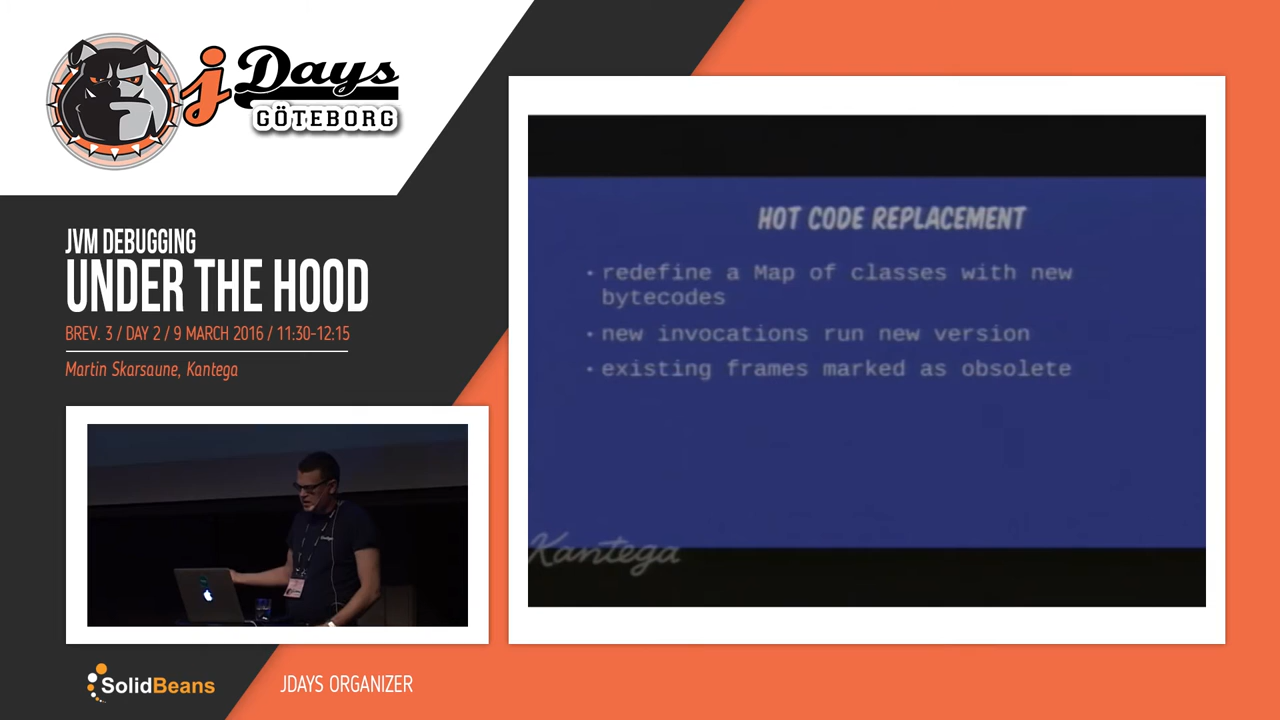 j Days
GÖTEBORG
JVM DEBUGGING
UNDER THE HOOD
BREV. 3 / DAY 2 / 9 MARCH 2016 / 11:30-12:15
Martin Skarsaune, Kantega
HOT CODE REPLACEMENT
• redefine a Map of classes with new
bytecodes
• new invocations run new version
• existing frames marked as obsolete
Kantega
SolidBeans
JDAYS ORGANIZER